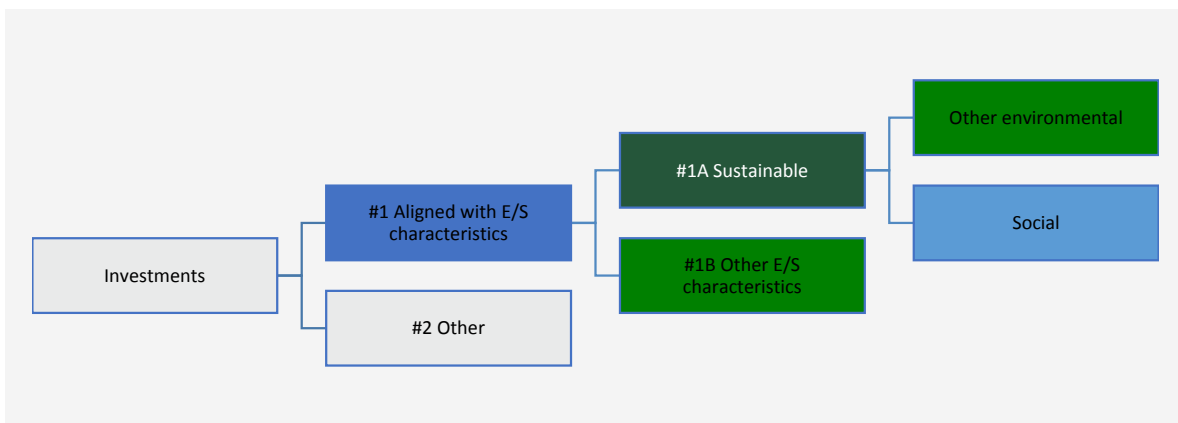 Other environmental
#1A Sustainable
#1 Aligned with E/S
characteristics
Social
Investments
#1B Other E/S
characteristics
#2 Other